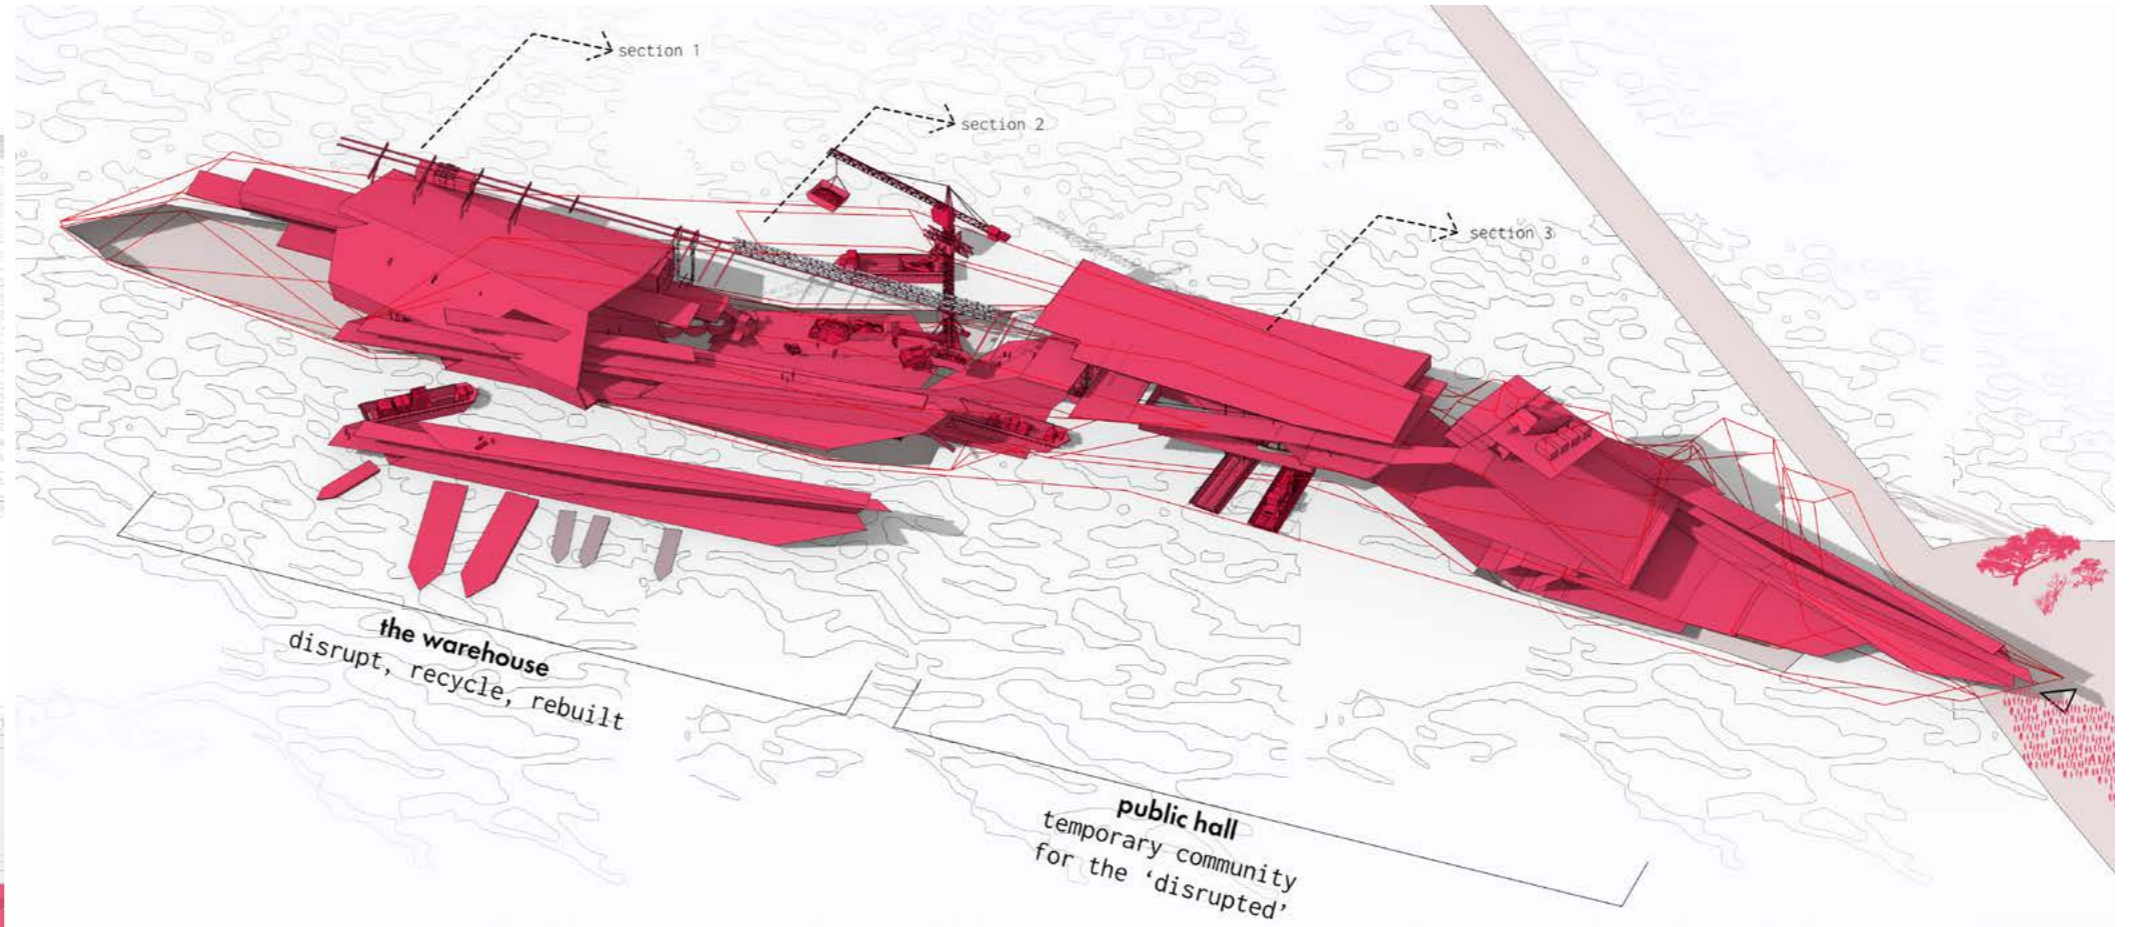 section 1
section 2
section 3
the warehouse
disrupt, recycle, rebuilt
public hall
temporary community
for the ‘disrupted’